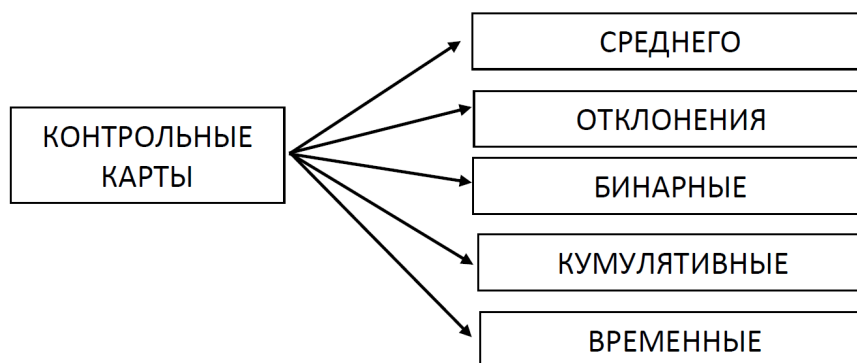 КОНТРОЛЬНЫЕ
КАРТЫ
СРЕДНЕГО
ОТКЛОНЕНИЯ
БИНАРНЫЕ
КУМУЛЯТИВНЫЕ
ВРЕМЕННЫЕ